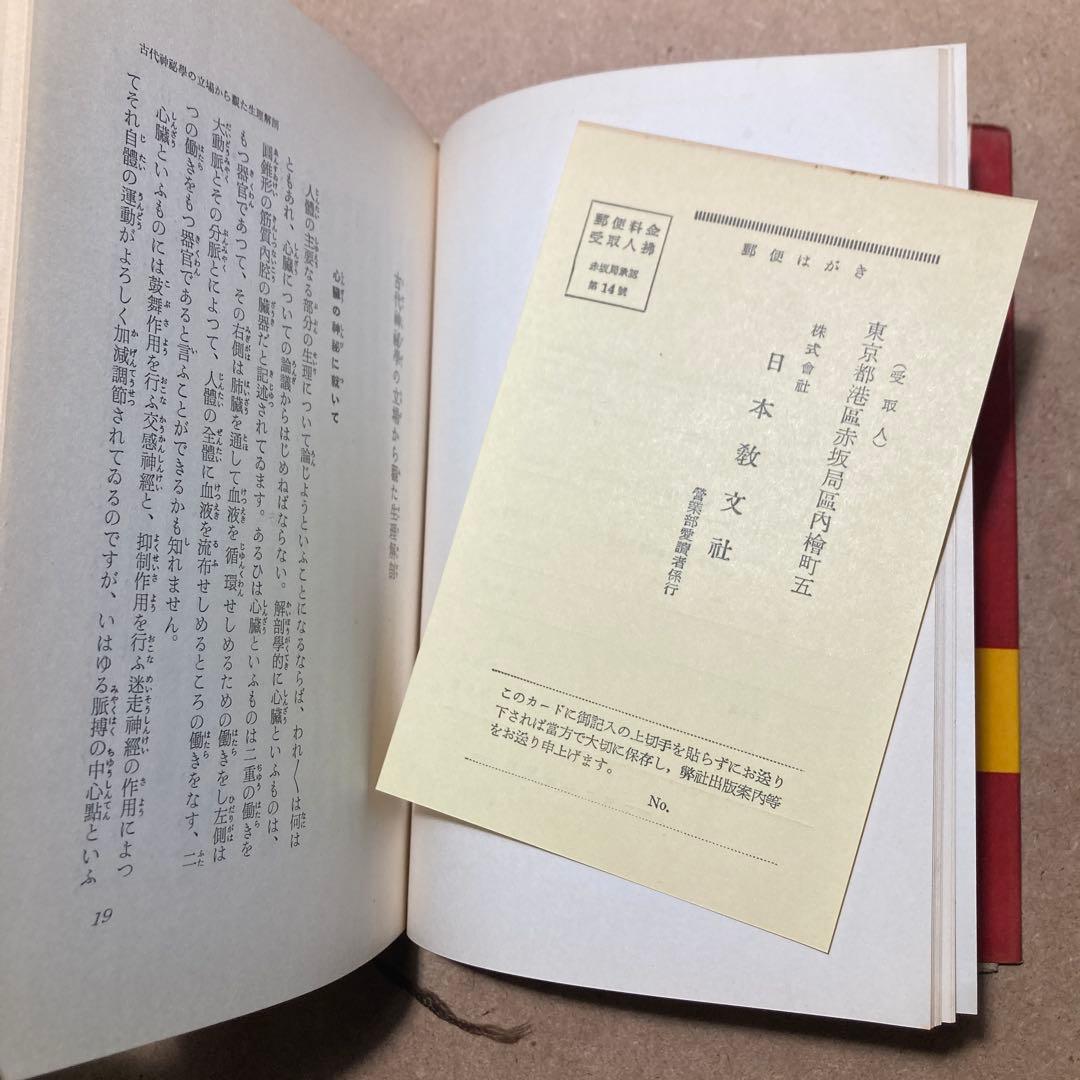 古代神祕學の立場から觀た生理解剖
古代神祕學の立場から觀た生理解剖
心臟の神祕に就いて
人體の主要なる部分の生理について論じようといふことになるならば、われ〳〵は何は
ともあれ、心臟についての論議からはじめねばならない。解剖學的に心臟といふものは、
圓錐形の筋質內腔の臟器だと記述されてゐます。あるひは心臟といふものは二重の働きを
もつ器官であつて、その右側は肺臟を通して血液を循環せしめるための働きをし左側は
大動脈とその分脈とによつて、人體の全體に血液を流布せしめるところの働きをなす、二
つの働きをもつ器官であると言ふことができるかも知れません。
心臟といふものには鼓舞作用を行ふ交感神經と、抑制作用を行ふ迷走神經の作用によつ
てそれ自體の運動がよろしく加減調節されてゐるのですが、いはゆる脈搏の中心點といふ
19
郵便はがき
郵便料金
受取人拂
赤坂局承認
第14號
(受取人)
東京都港區赤坂局區內檜町五
株式會社
日本敎文社
營業部愛讀者係行
このカードに御記入の上切手を貼らずにお送り
下されば當方で大切に保存し，弊社出版案内等
をお送り申上げます。
No.